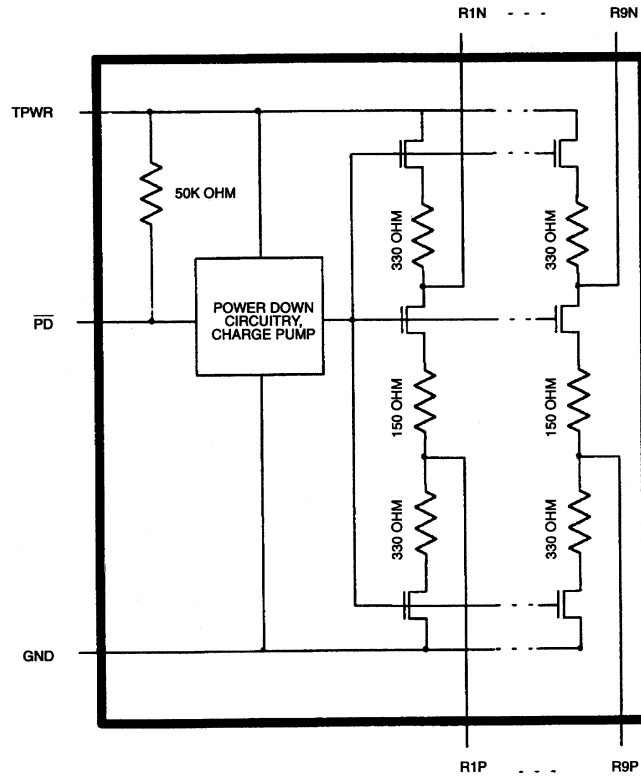 R1N - - - R9N
TPWR
50K OHM
330 OHM
330 OHM
PD
POWER DOWN
CIRCUITRY,
CHARGE PUMP
150 OHM
150 OHM
330 OHM
330 OHM
GND
R1P - - - R9P